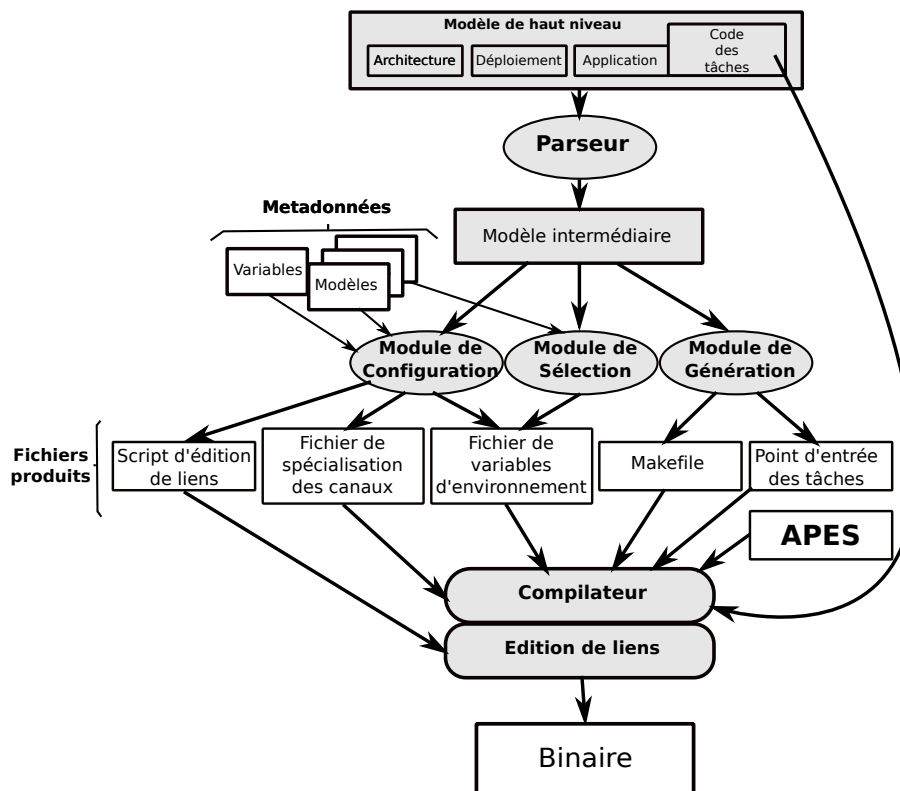 Modèle de haut niveau
Architecture
Déploiement
Application
Code
des
tâches
Parseur
Metadonnées
Modèle intermédiaire
Variables
Modèles
Module de
Configuration
Module de
Sélection
Module de
Génération
Fichiers
produits
Script d'édition
de liens
Fichier de
spécialisation
des canaux
Fichier de
variables
d'environnement
Makefile
Point d'entrée
des tâches
APES
Compilateur
Edition de liens
Binaire